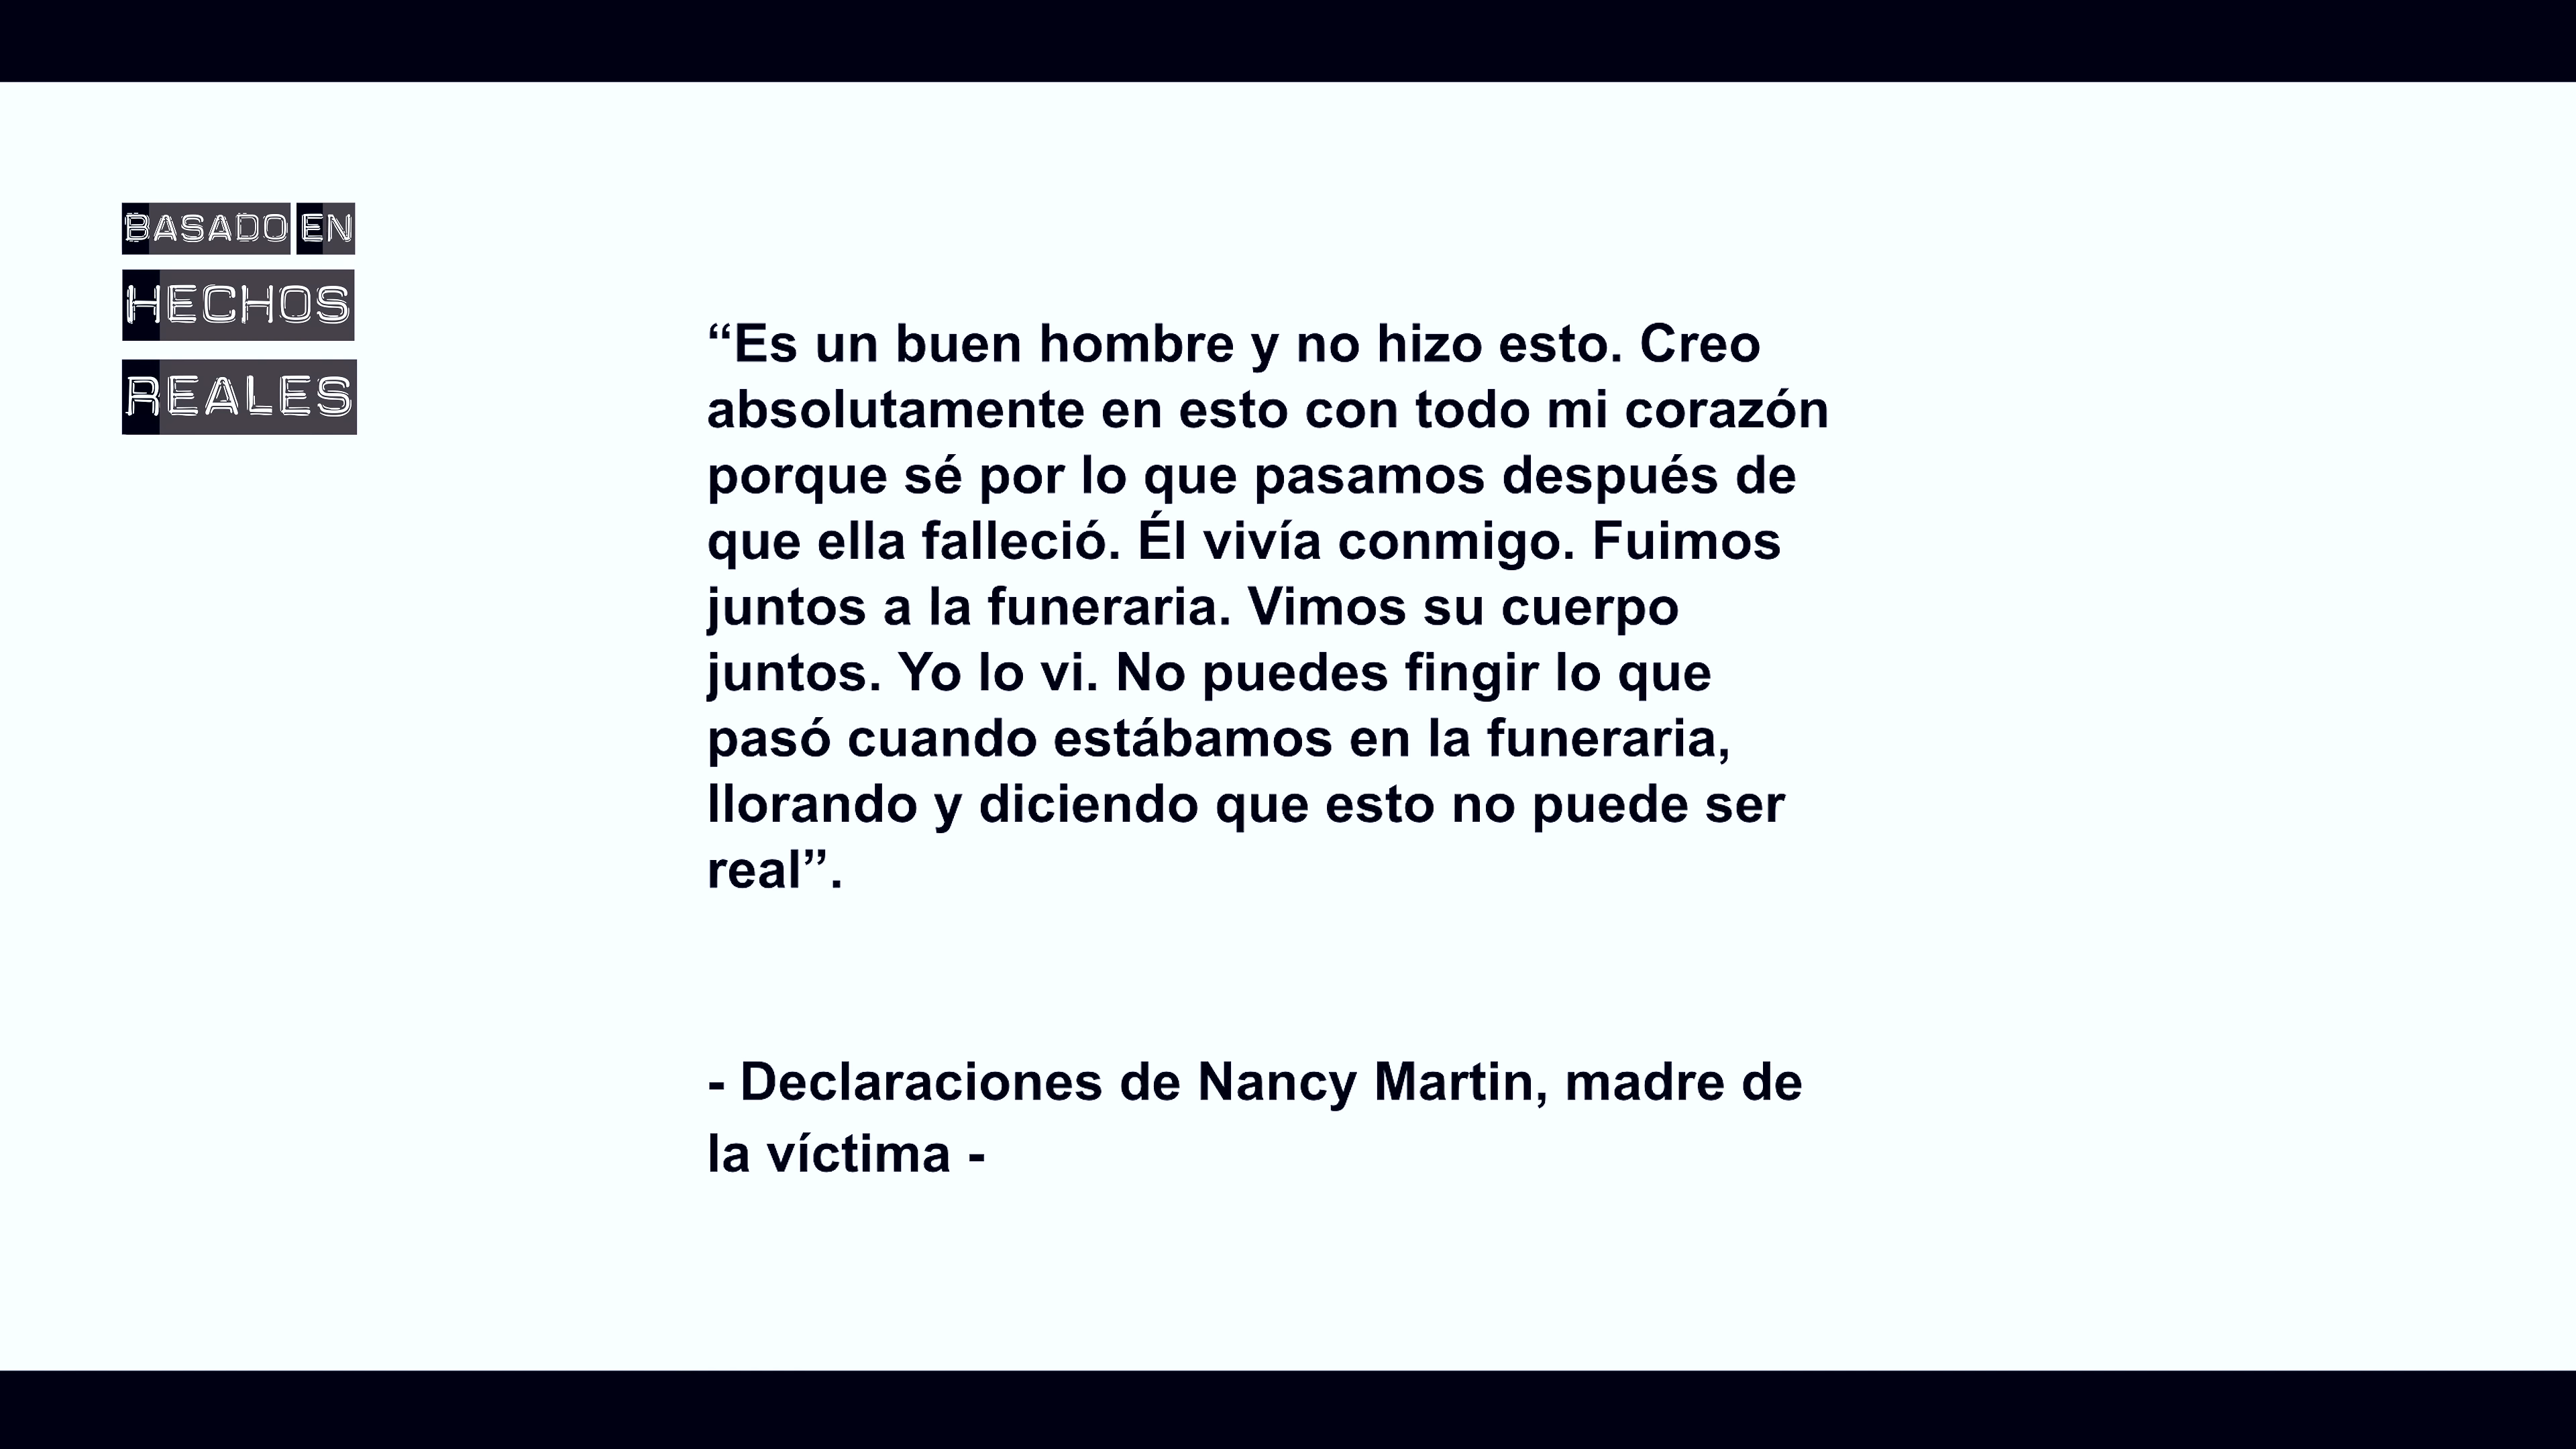 BASADO EN
HECHOS
REALES
“Es un buen hombre y no hizo esto. Creo
absolutamente en esto con todo mi corazón
porque sé por lo que pasamos después de
que ella falleció. Él vivía conmigo. Fuimos
juntos a la funeraria. Vimos su cuerpo
juntos. Yo lo vi. No puedes fingir lo que
pasó cuando estábamos en la funeraria,
llorando y diciendo que esto no puede ser
real”.
- Declaraciones de Nancy Martin, madre de
la víctima -